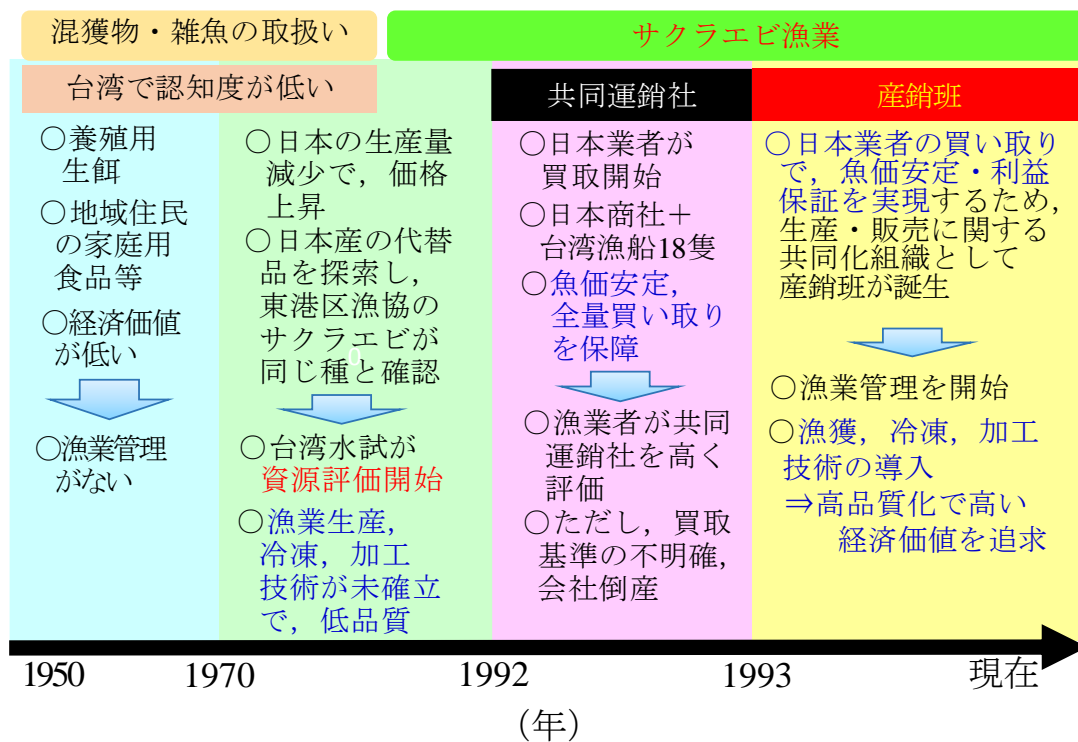 混獲物・雑魚の取扱い
サクラエビ漁業
台湾で認知度が低い
共同運銷社
産銷班
○養殖用
生餌
○地域住民
の家庭用
食品等
○経済価値
が低い
○漁業管理
がない
○日本の生産量
減少で，価格
上昇
○日本産の代替
品を探索し，
東港区漁協の
サクラエビが
同じ種と確認
0
○台湾水試が
資源評価開始
○漁業生産，
冷凍，加工
技術が未確立
で，低品質
○日本業者が
買取開始
○日本商社＋
台湾漁船18隻
○魚価安定，
全量買い取り
を保障
○漁業者が共同
運銷社を高く
評価
○ただし，買取
基準の不明確，
会社倒産
○日本業者の買い取り
で，魚価安定・利益
保証を実現するため，
生産・販売に関する
共同化組織として
産銷班が誕生
○漁業管理を開始
○漁獲，冷凍，加工
技術の導入
⇒高品質化で高い
経済価値を追求
1950
1970
1992
1993
現在
（年）